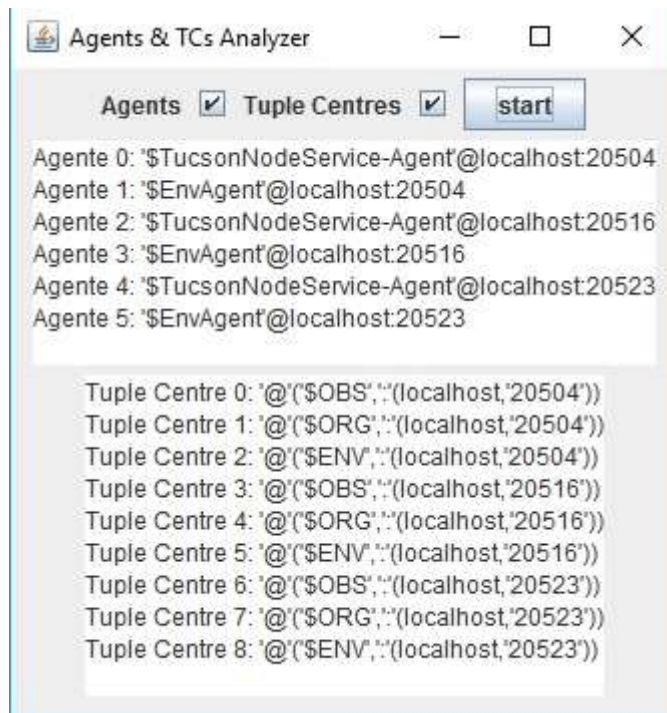 Agents & TCs Analyzer
Agents Tuple Centres start
Agente 0: '$TucsonNodeService-Agent'@localhost:20504
Agente 1: '$EnvAgent'@localhost:20504
Agente 2: '$TucsonNodeService-Agent'@localhost:20516
Agente 3: '$EnvAgent'@localhost:20516
Agente 4: '$TucsonNodeService-Agent'@localhost:20523
Agente 5: '$EnvAgent'@localhost:20523
Tuple Centre 0: '@'('$OBS',':'(localhost,'20504'))
Tuple Centre 1: '@'('$ORG',':'(localhost,'20504'))
Tuple Centre 2: '@'('$ENV',':'(localhost,'20504'))
Tuple Centre 3: '@'('$OBS',':'(localhost,'20516'))
Tuple Centre 4: '@'('$ORG',':'(localhost,'20516'))
Tuple Centre 5: '@'('$ENV',':'(localhost,'20516'))
Tuple Centre 6: '@'('$OBS',':'(localhost,'20523'))
Tuple Centre 7: '@'('$ORG',':'(localhost,'20523'))
Tuple Centre 8: '@'('$ENV',':'(localhost,'20523'))